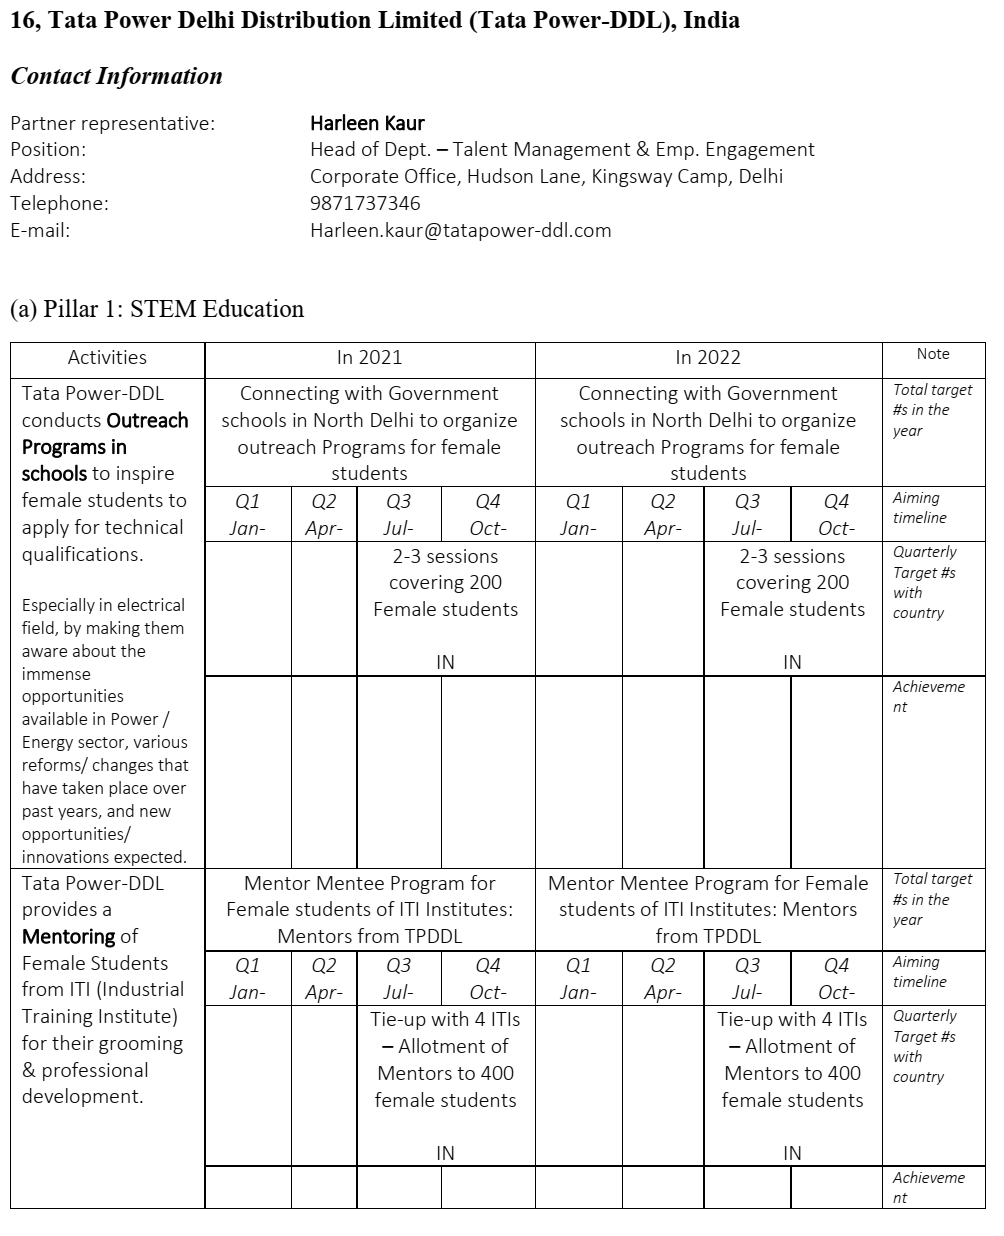 16, Tata Power Delhi Distribution Limited (Tata Power-DDL), India
Contact Information
Partner representative: Harleen Kaur
Position: Head of Dept. – Talent Management & Emp. Engagement
Address: Corporate Office, Hudson Lane, Kingsway Camp, Delhi
Telephone: 9871737346
E-mail: Harleen.kaur@tatapower-ddl.com
(a) Pillar 1: STEM Education
Activities In 2021 In 2022 Note
Tata Power-DDL
conducts Outreach
Programs in
schools to inspire
female students to
apply for technical
qualifications.
Especially in electrical
field, by making them
aware about the
immense
opportunities
available in Power /
Energy sector, various
reforms/ changes that
have taken place over
past years, and new
opportunities/
innovations expected.
Connecting with Government
schools in North Delhi to organize
outreach Programs for female
students
Connecting with Government
schools in North Delhi to organize
outreach Programs for female
students
Total target
#s in the
year
Q1 Q2 Q3 Q4 Q1 Q2 Q3 Q4
Jan- Apr- Jul- Oct- Jan- Apr- Jul- Oct-
Aiming
timeline
2-3 sessions
covering 200
Female students
IN
2-3 sessions
covering 200
Female students
IN
Quarterly
Target #s
with
country
Achieveme
nt
Tata Power-DDL
provides a
Mentoring of
Female Students
from ITI (Industrial
Training Institute)
for their grooming
& professional
development.
Mentor Mentee Program for
Female students of ITI Institutes:
Mentors from TPDDL
Mentor Mentee Program for Female
students of ITI Institutes: Mentors
from TPDDL
Total target
#s in the
year
Q1 Q2 Q3 Q4 Q1 Q2 Q3 Q4
Jan- Apr- Jul- Oct- Jan- Apr- Jul- Oct-
Aiming
timeline
Tie-up with 4 ITIs
– Allotment of
Mentors to 400
female students
IN
Tie-up with 4 ITIs
– Allotment of
Mentors to 400
female students
IN
Quarterly
Target #s
with
country
Achieveme
nt